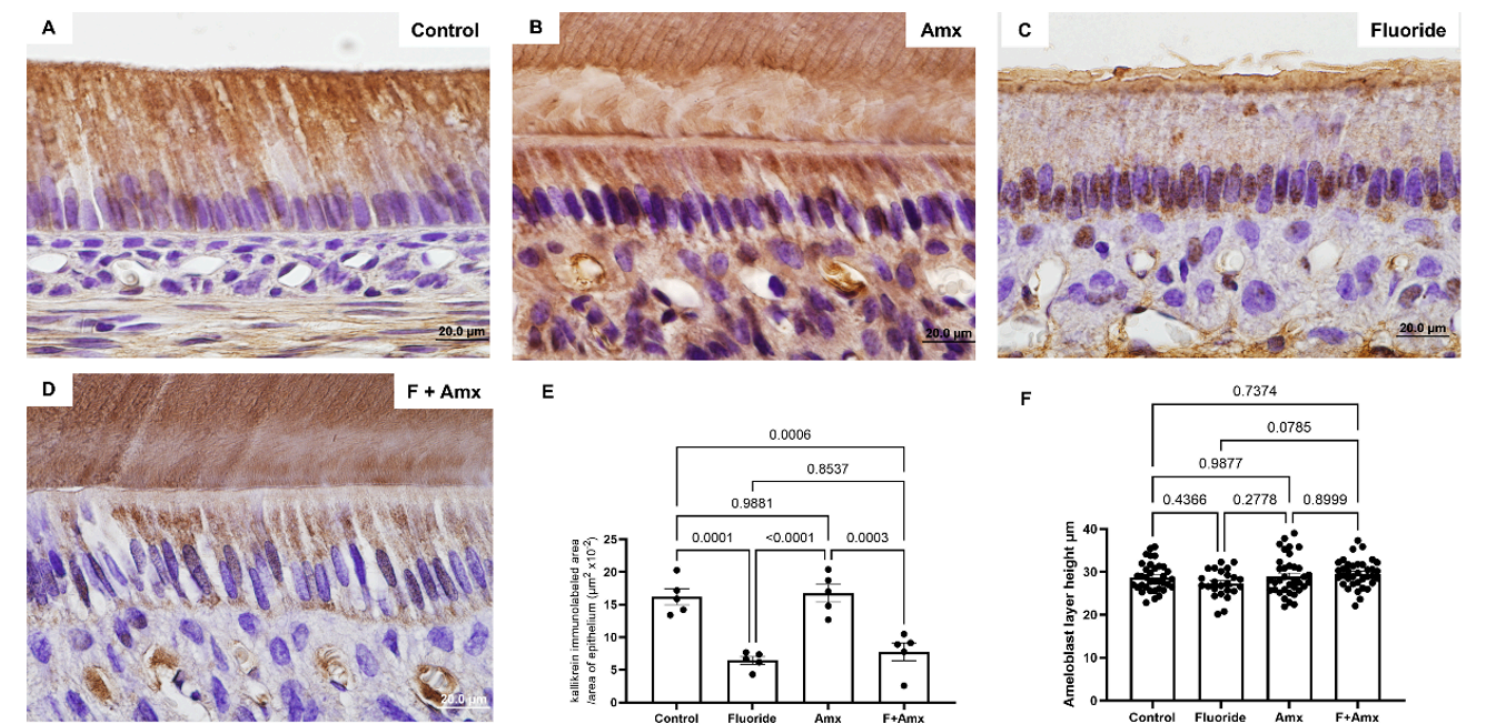 A
Control
B
Amx
C
Fluoride
20.0 µm
20.0 µm
20.0 µm
D
F + Amx
20.0 µm
E
0.0006
0.8537
0.9881
0.0001
<0.0001
0.0003
kallikrein immunolabeled area
/area of epithelium (µm² x10⁻²)
25
20
15
10
5
0
Control
Fluoride
Amx
F+Amx
F
0.7374
0.0785
0.9877
0.4366
0.2778
0.8999
Ameloblast layer height µm
40
30
20
10
0
Control
Fluoride
Amx
F+Amx